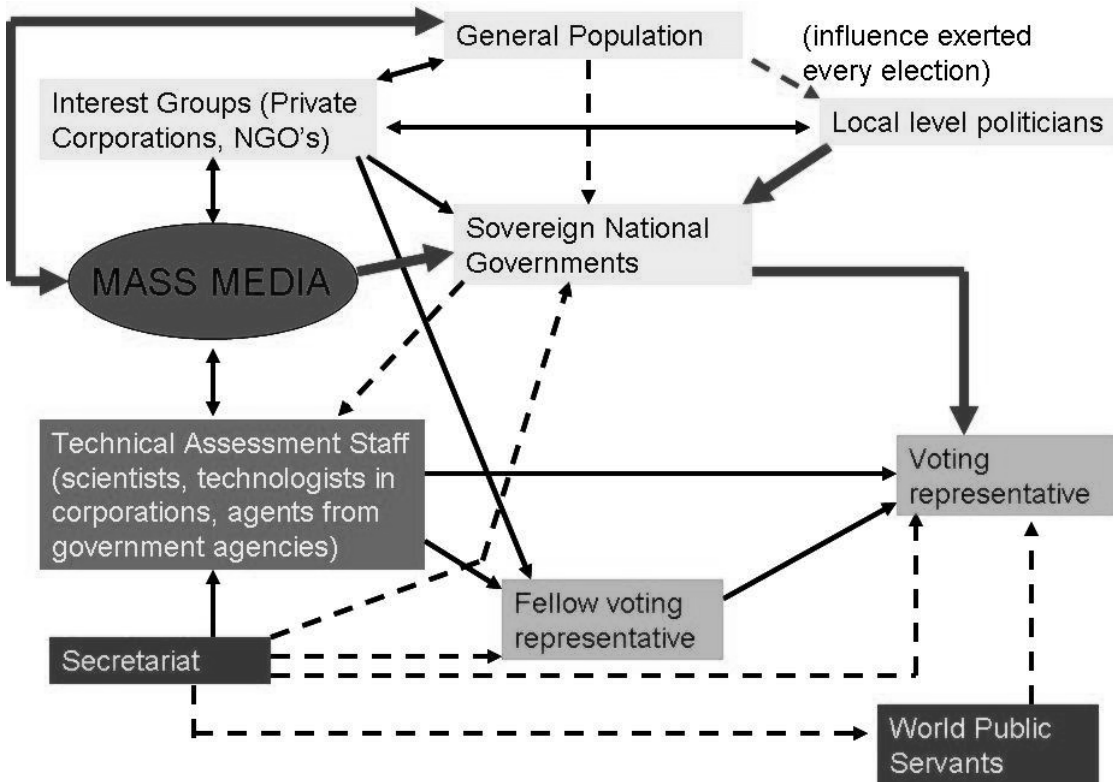 General Population
(influence exerted
every election)
Interest Groups (Private
Corporations, NGO's)
Local level politicians
Sovereign National
Governments
MASS MEDIA
Technical Assessment Staff
(scientists, technologists in
corporations, agents from
government agencies)
Voting
representative
Fellow voting
representative
Secretariat
World Public
Servants